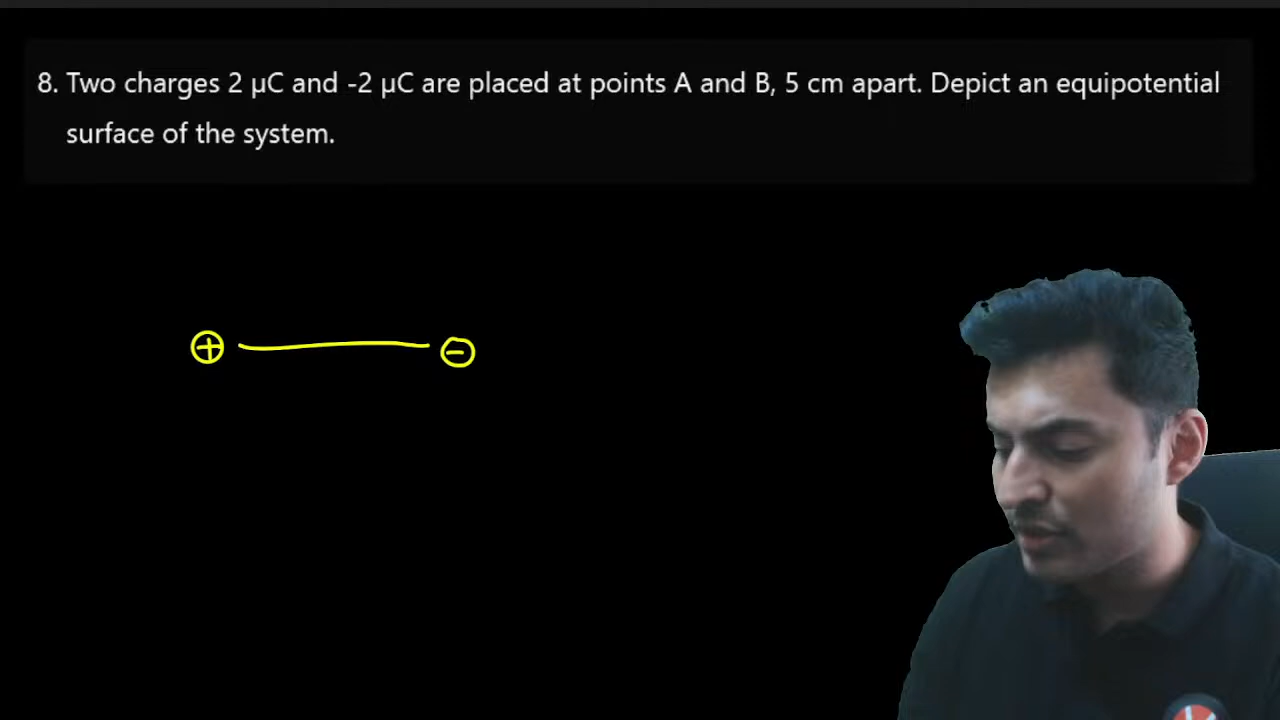 8. Two charges 2 μC and -2 μC are placed at points A and B, 5 cm apart. Depict an equipotential
surface of the system.
+ -